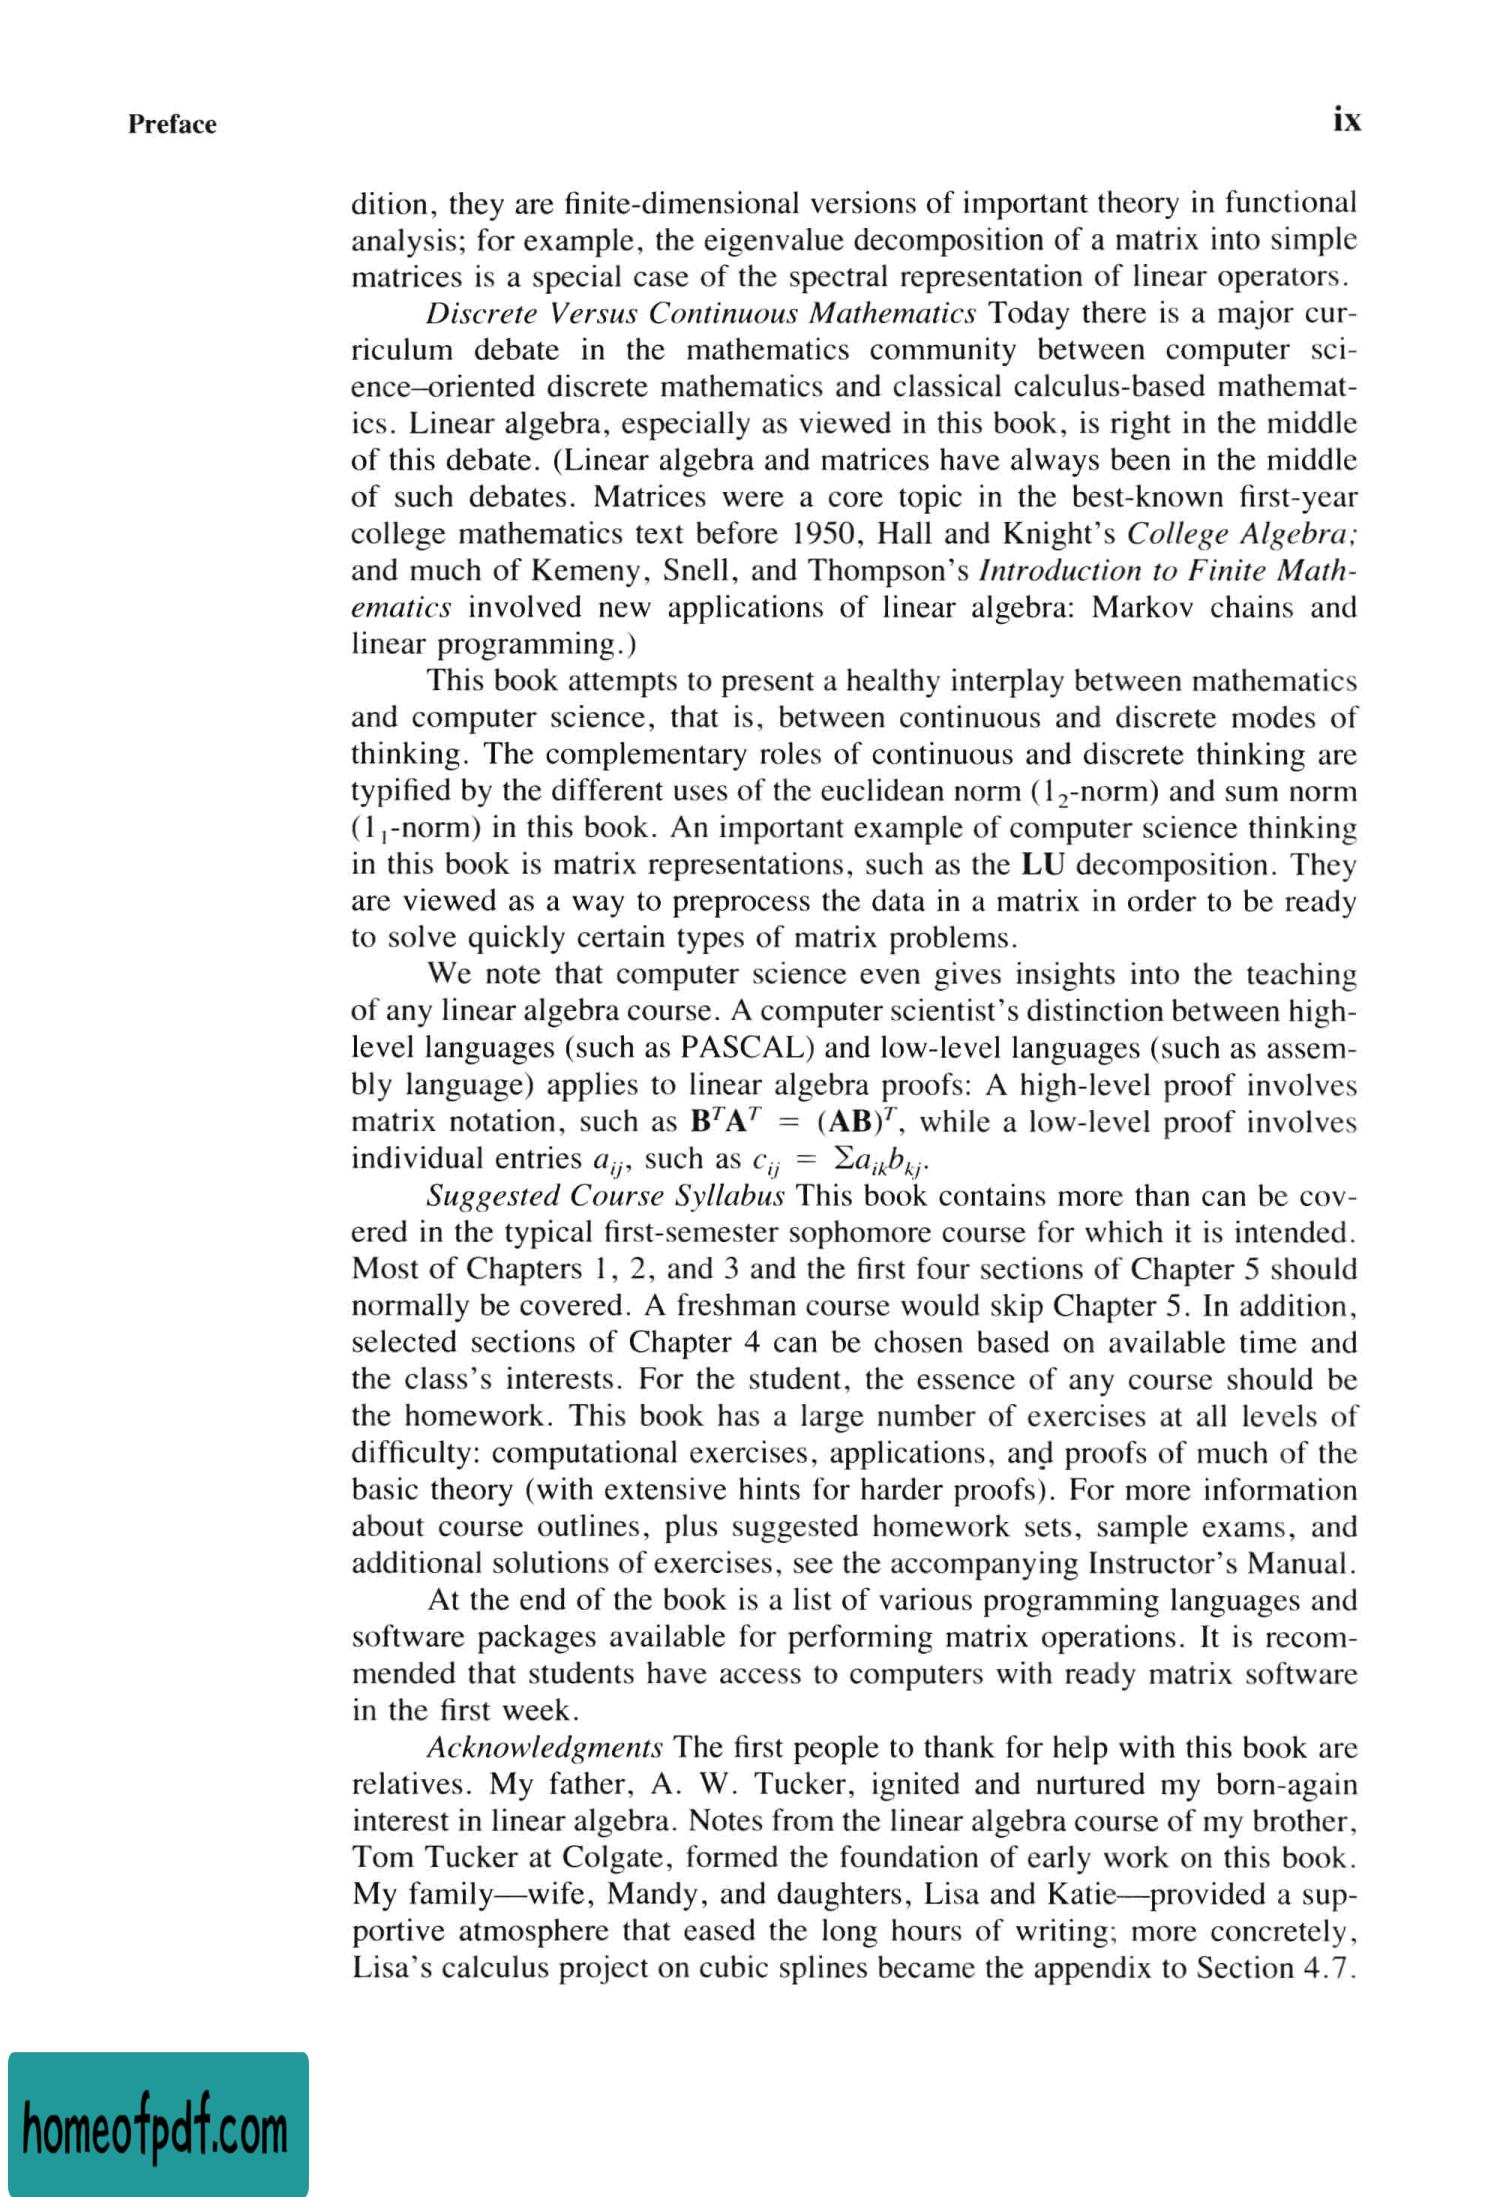 Preface
ix
dition, they are finite-dimensional versions of important theory in functional
analysis; for example, the eigenvalue decomposition of a matrix into simple
matrices is a special case of the spectral representation of linear operators.
Discrete Versus Continuous Mathematics Today there is a major cur-
riculum debate in the mathematics community between computer sci-
ence–oriented discrete mathematics and classical calculus-based mathemat-
ics. Linear algebra, especially as viewed in this book, is right in the middle
of this debate. (Linear algebra and matrices have always been in the middle
of such debates. Matrices were a core topic in the best-known first-year
college mathematics text before 1950, Hall and Knight's College Algebra;
and much of Kemeny, Snell, and Thompson's Introduction to Finite Math-
ematics involved new applications of linear algebra: Markov chains and
linear programming.)
This book attempts to present a healthy interplay between mathematics
and computer science, that is, between continuous and discrete modes of
thinking. The complementary roles of continuous and discrete thinking are
typified by the different uses of the euclidean norm (l₂-norm) and sum norm
(l₁-norm) in this book. An important example of computer science thinking
in this book is matrix representations, such as the LU decomposition. They
are viewed as a way to preprocess the data in a matrix in order to be ready
to solve quickly certain types of matrix problems.
We note that computer science even gives insights into the teaching
of any linear algebra course. A computer scientist's distinction between high-
level languages (such as PASCAL) and low-level languages (such as assem-
bly language) applies to linear algebra proofs: A high-level proof involves
matrix notation, such as BᵀAᵀ = (AB)ᵀ, while a low-level proof involves
individual entries aᵢⱼ, such as cᵢⱼ = Σaᵢₖbₖⱼ.
Suggested Course Syllabus This book contains more than can be cov-
ered in the typical first-semester sophomore course for which it is intended.
Most of Chapters 1, 2, and 3 and the first four sections of Chapter 5 should
normally be covered. A freshman course would skip Chapter 5. In addition,
selected sections of Chapter 4 can be chosen based on available time and
the class's interests. For the student, the essence of any course should be
the homework. This book has a large number of exercises at all levels of
difficulty: computational exercises, applications, and proofs of much of the
basic theory (with extensive hints for harder proofs). For more information
about course outlines, plus suggested homework sets, sample exams, and
additional solutions of exercises, see the accompanying Instructor's Manual.
At the end of the book is a list of various programming languages and
software packages available for performing matrix operations. It is recom-
mended that students have access to computers with ready matrix software
in the first week.
Acknowledgments The first people to thank for help with this book are
relatives. My father, A. W. Tucker, ignited and nurtured my born-again
interest in linear algebra. Notes from the linear algebra course of my brother,
Tom Tucker at Colgate, formed the foundation of early work on this book.
My family—wife, Mandy, and daughters, Lisa and Katie—provided a sup-
portive atmosphere that eased the long hours of writing; more concretely,
Lisa's calculus project on cubic splines became the appendix to Section 4.7.
homeofpdf.com